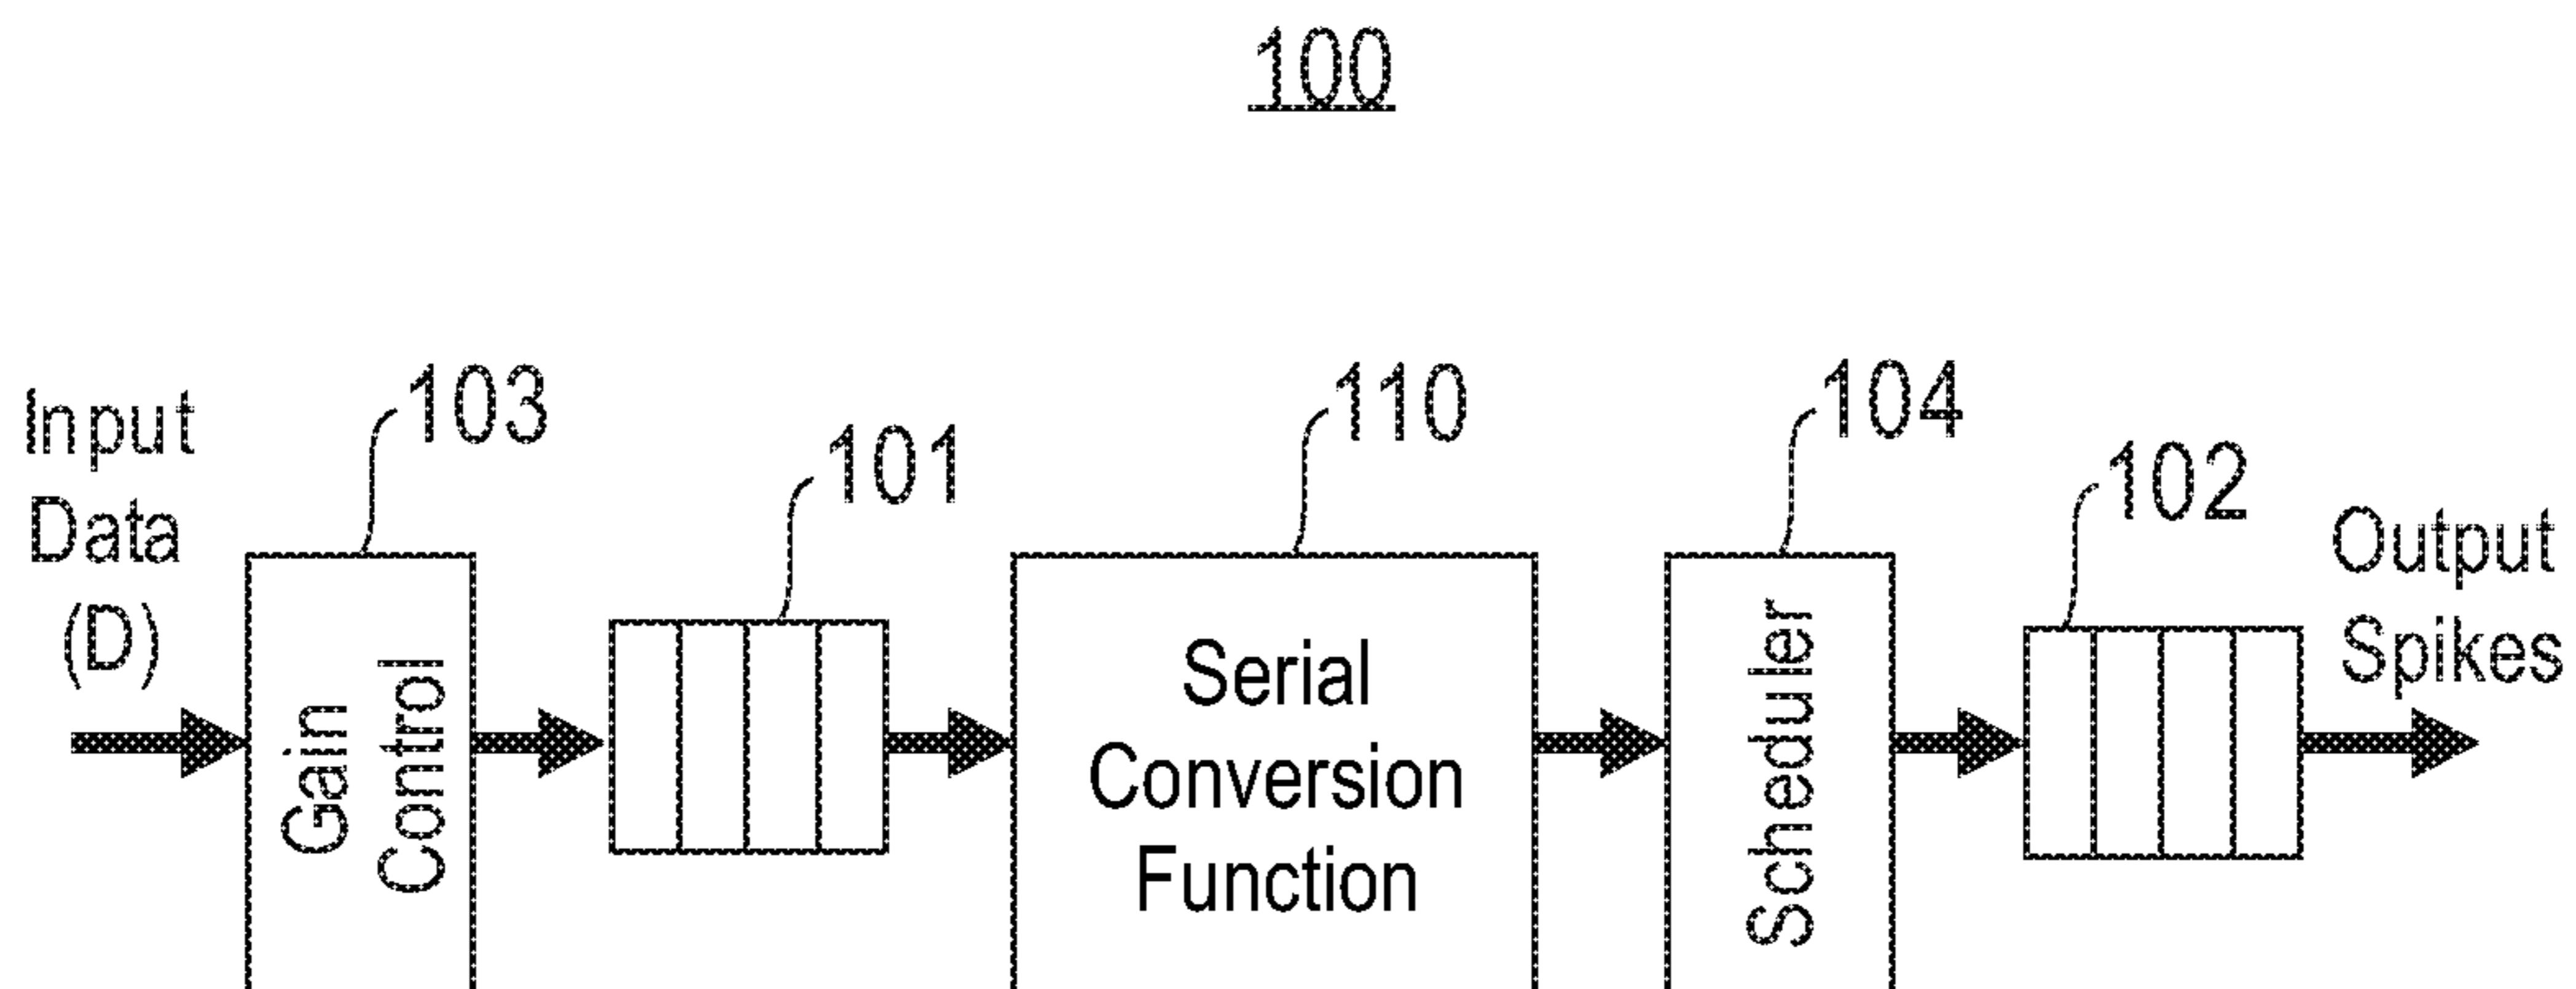 100
Input
Data
(D)
103
101
110
104
102
Output
Spikes
Gain
Control
Serial
Conversion
Function
Scheduler